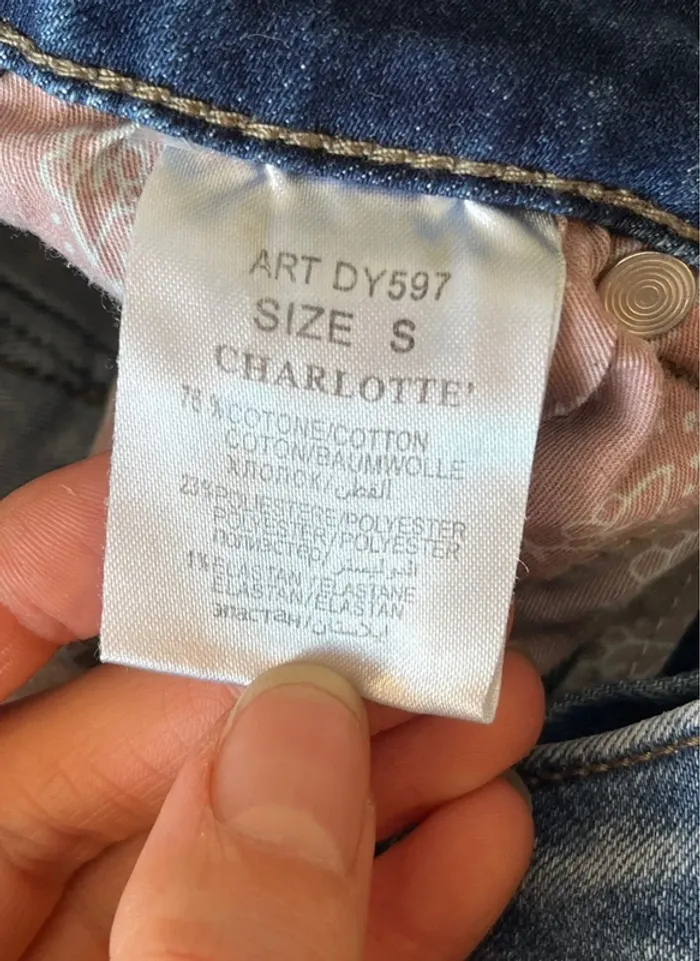 ART DY597
SIZE S
CHARLOTTE'
76 % COTONE/COTTON
COTON/BAUMWOLLE
хлопок/القطن
23%POLIESTERE/POLYESTER
POLYESTER/POLYESTER
полиэстер/البوليستر
1%ELASTAN/ELASTANE
ELASTAN/ELASTAN
эластан/ايلاستان